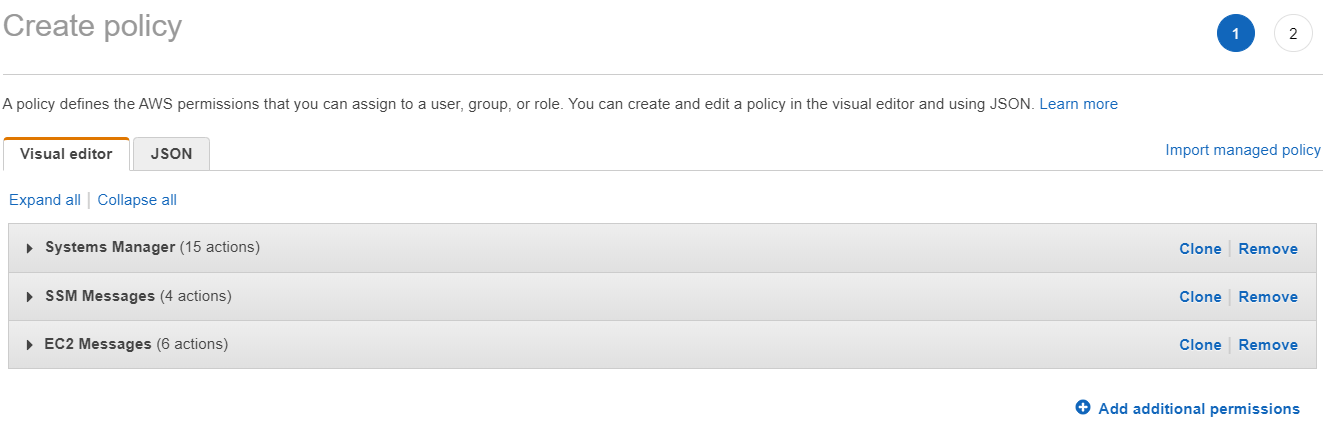 Create policy
1
2
A policy defines the AWS permissions that you can assign to a user, group, or role. You can create and edit a policy in the visual editor and using JSON. Learn more
Visual editor
JSON
Import managed policy
Expand all | Collapse all
Systems Manager (15 actions)
Clone | Remove
SSM Messages (4 actions)
Clone | Remove
EC2 Messages (6 actions)
Clone | Remove
Add additional permissions